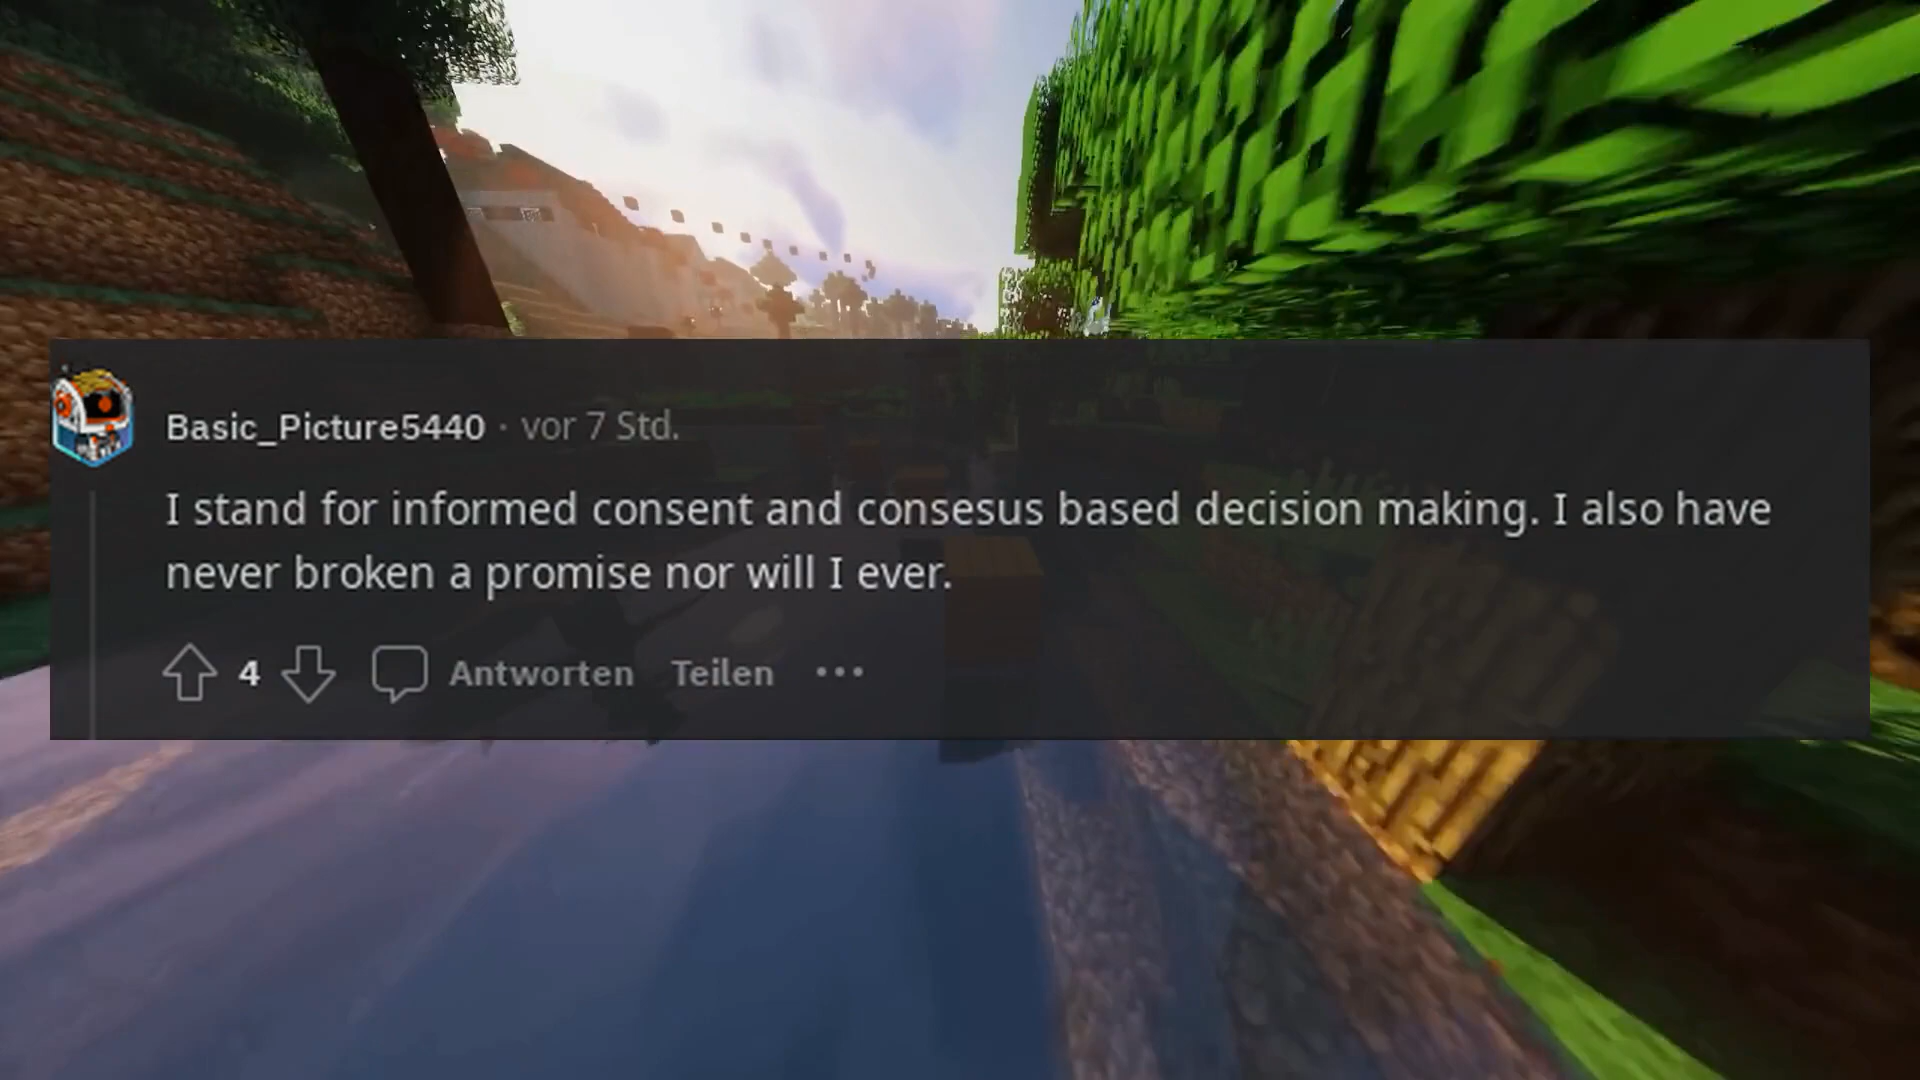 Basic_Picture5440 · vor 7 Std.
I stand for informed consent and consesus based decision making. I also have
never broken a promise nor will I ever.
4 Antworten Teilen ...